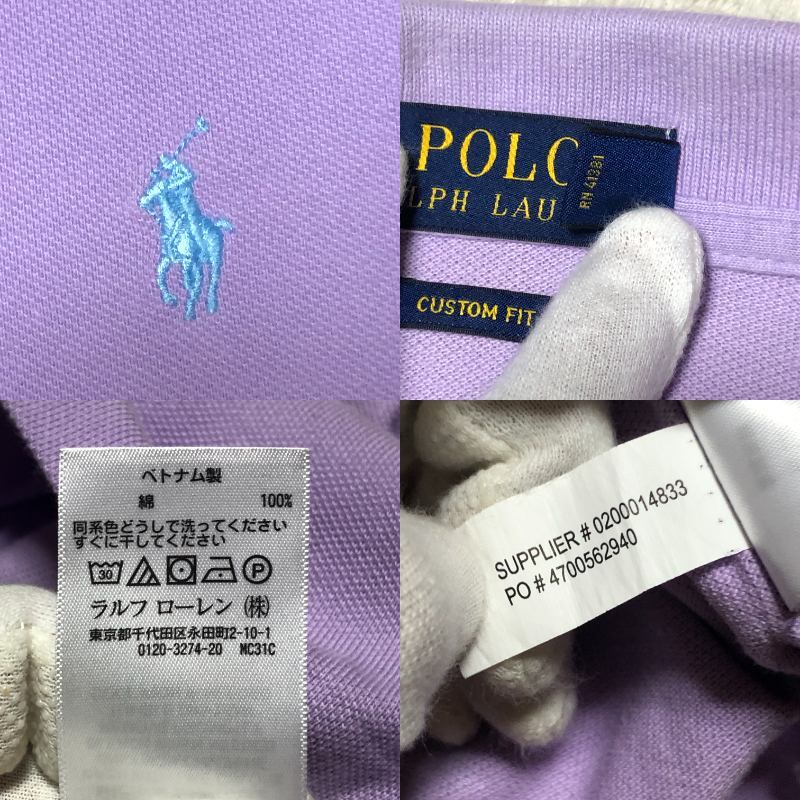 POLO
LPH LAU
RN 41381
CUSTOM FIT
ベトナム製
綿 100%
同系色どうしで洗ってください
すぐに干してください
30
P
ラルフ ローレン (株)
東京都千代田区永田町2-10-1
0120-3274-20 MC31C
SUPPLIER # 0200014833
PO # 4700562940